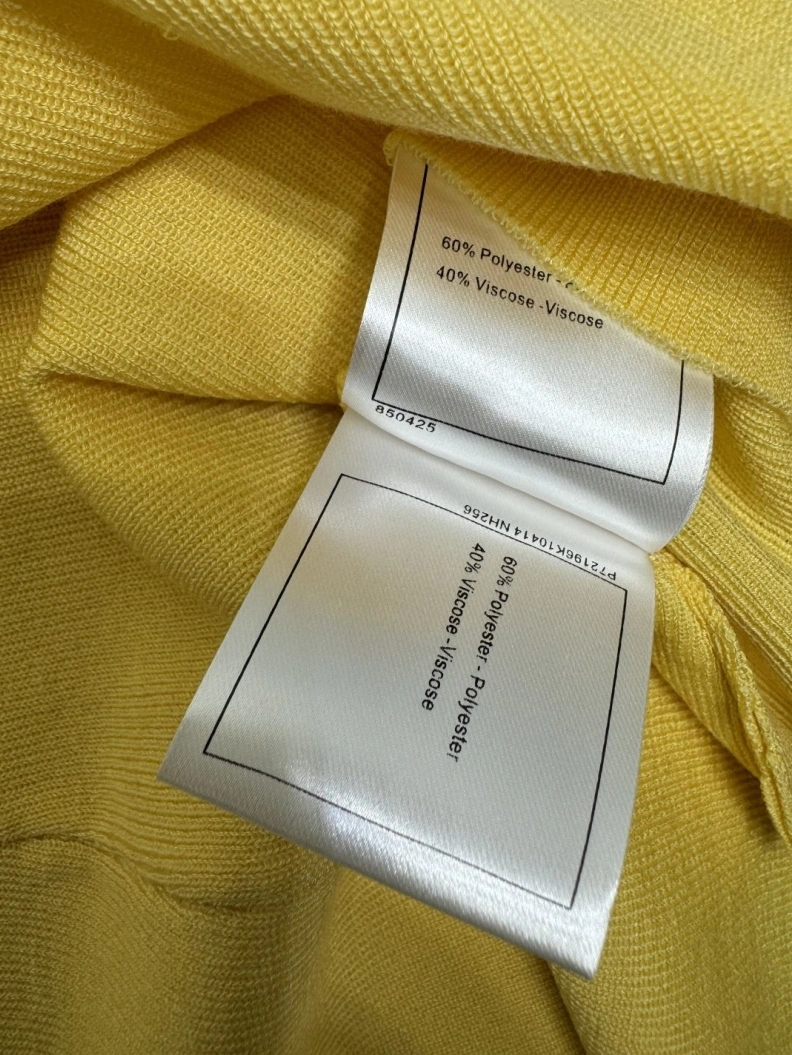 60% Polyester -
40% Viscose -Viscose
850425
P72196K10414 NH256
60% Polyester - Polyester
40% Viscose -Viscose